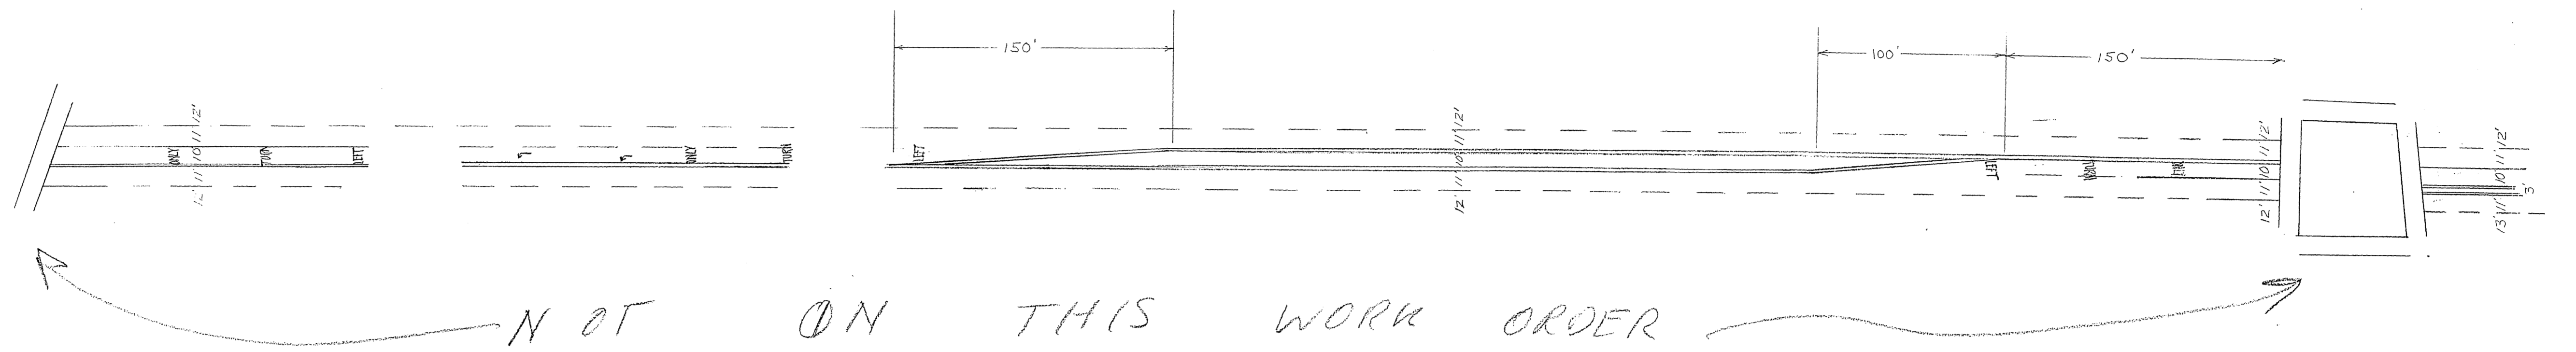 150'
100'
150'
12' 11' 10' 11' 12'
ONLY
TURN
LEFT
ONLY
TURN
LEFT
12' 11' 10' 11' 12'
LEFT
TURN
12' 11' 10' 11' 12'
13' 11' 3' 10' 11' 12'
NOT ON THIS WORK ORDER